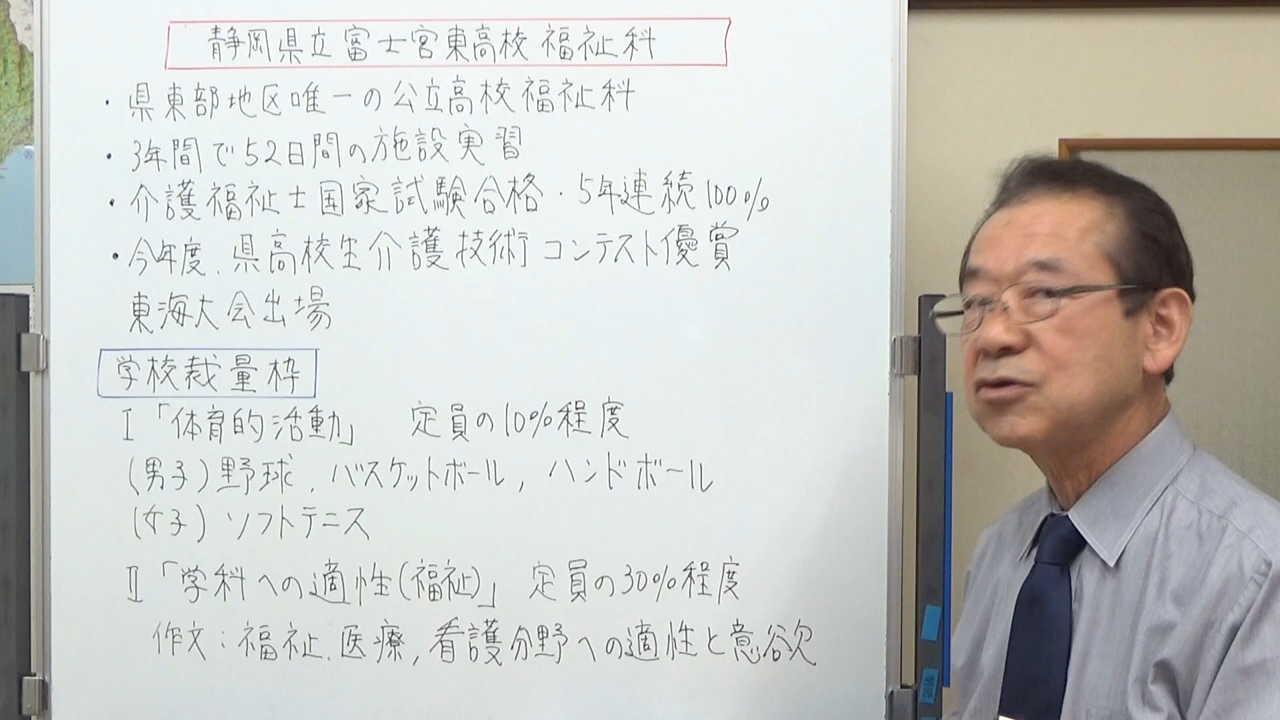 静岡県立富士宮東高校 福祉科
・県東部地区唯一の公立高校福祉科
・3年間で52日間の施設実習
・介護福祉士国家試験合格・5年連続100%
・今年度、県高校生介護技術コンテスト優賞
東海大会出場
学校裁量枠
Ⅰ「体育的活動」 定員の10%程度
(男子)野球、バスケットボール、ハンドボール
(女子)ソフトテニス
Ⅱ「学科への適性(福祉)」 定員の30%程度
作文:福祉、医療、看護分野への適性と意欲